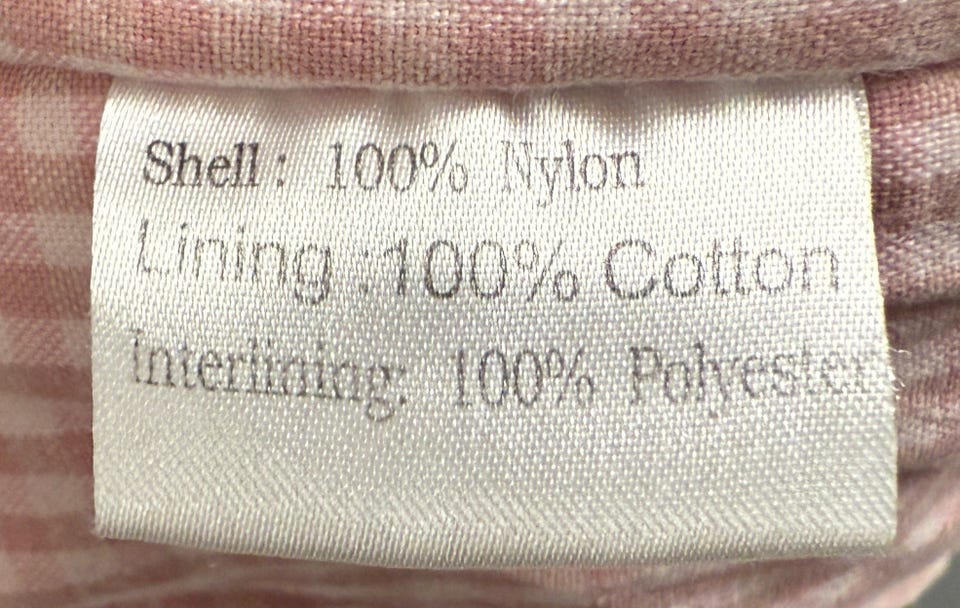 Shell: 100% Nylon
Lining:100% Cotton
Interlining: 100% Polyester